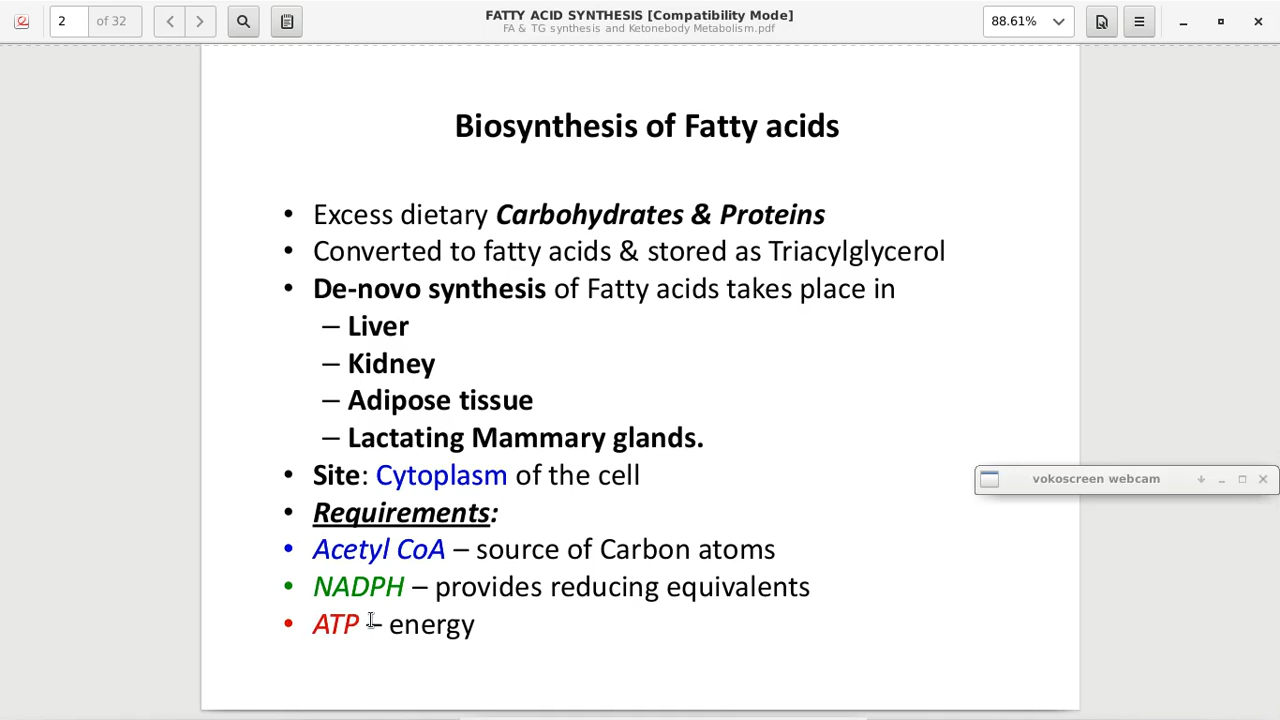 2 of 32
FATTY ACID SYNTHESIS [Compatibility Mode]
FA & TG synthesis and Ketonebody Metabolism.pdf
88.61%
Biosynthesis of Fatty acids
• Excess dietary Carbohydrates & Proteins
• Converted to fatty acids & stored as Triacylglycerol
• De-novo synthesis of Fatty acids takes place in
– Liver
– Kidney
– Adipose tissue
– Lactating Mammary glands.
• Site: Cytoplasm of the cell
vokoscreen webcam
• Requirements:
• Acetyl CoA – source of Carbon atoms
• NADPH – provides reducing equivalents
• ATP – energy